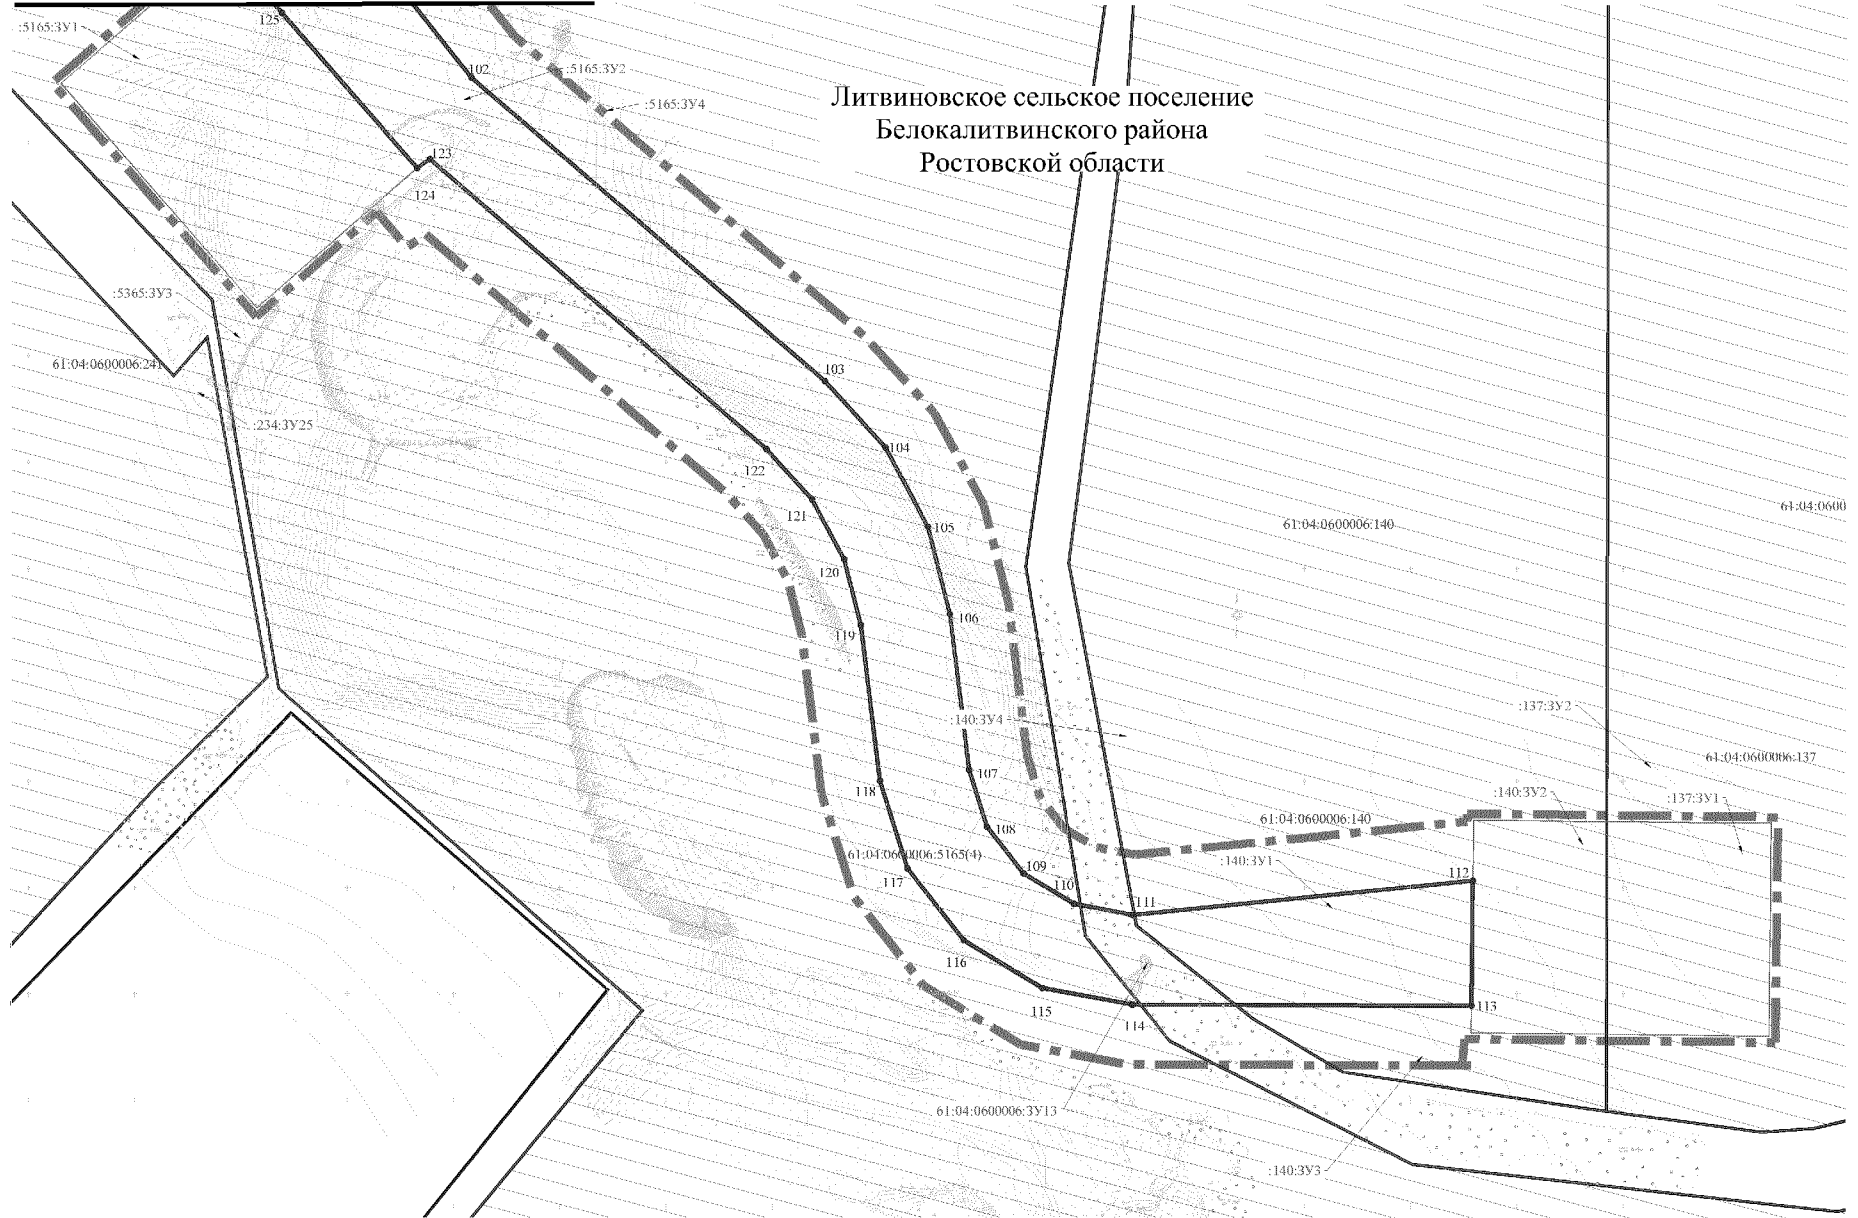 125
:5165:ЗУ1
102
:5165:ЗУ2
:5165:ЗУ4
Литвиновское сельское поселение
Белокалитвинского района
Ростовской области
123
124
:5365:ЗУ3
61:04:0600006:241
103
:234:ЗУ25
104
122
61:04:0600
121
105
61:04:0600006:140
120
106
119
:137:ЗУ2
:140:ЗУ4
61:04:0600006:137
107
118
:140:ЗУ2
:137:ЗУ1
61:04:0600006:140
108
61:04:0600006:5165(4)
:140:ЗУ1
109
112
117
110
111
116
115
113
114
61:04:0600006:ЗУ13
:140:ЗУ3